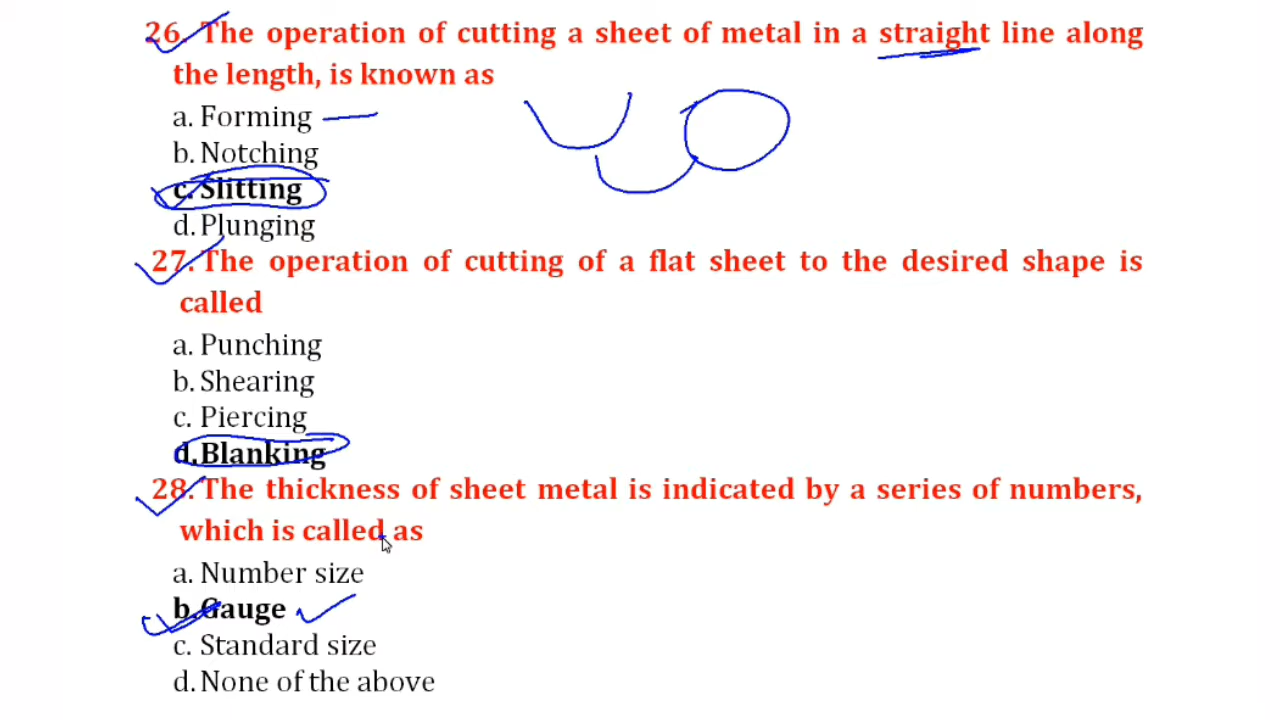 26. The operation of cutting a sheet of metal in a straight line along
the length, is known as
a. Forming
b. Notching
c. Slitting
d. Plunging
27. The operation of cutting of a flat sheet to the desired shape is
called
a. Punching
b. Shearing
c. Piercing
d. Blanking
28. The thickness of sheet metal is indicated by a series of numbers,
which is called as
a. Number size
b. Gauge
c. Standard size
d. None of the above